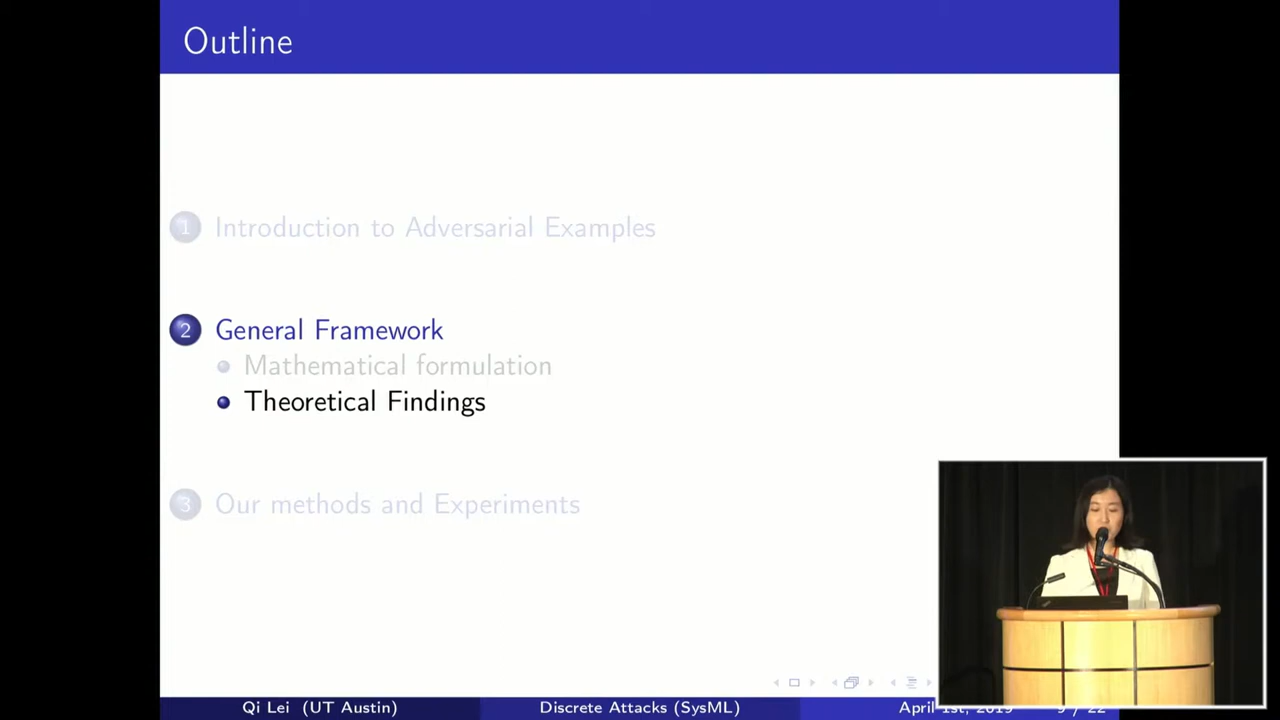 Outline
1 Introduction to Adversarial Examples
2 General Framework
Mathematical formulation
Theoretical Findings
3 Our methods and Experiments
Qi Lei (UT Austin) Discrete Attacks (SysML) April 1st, 2019 9 / 22